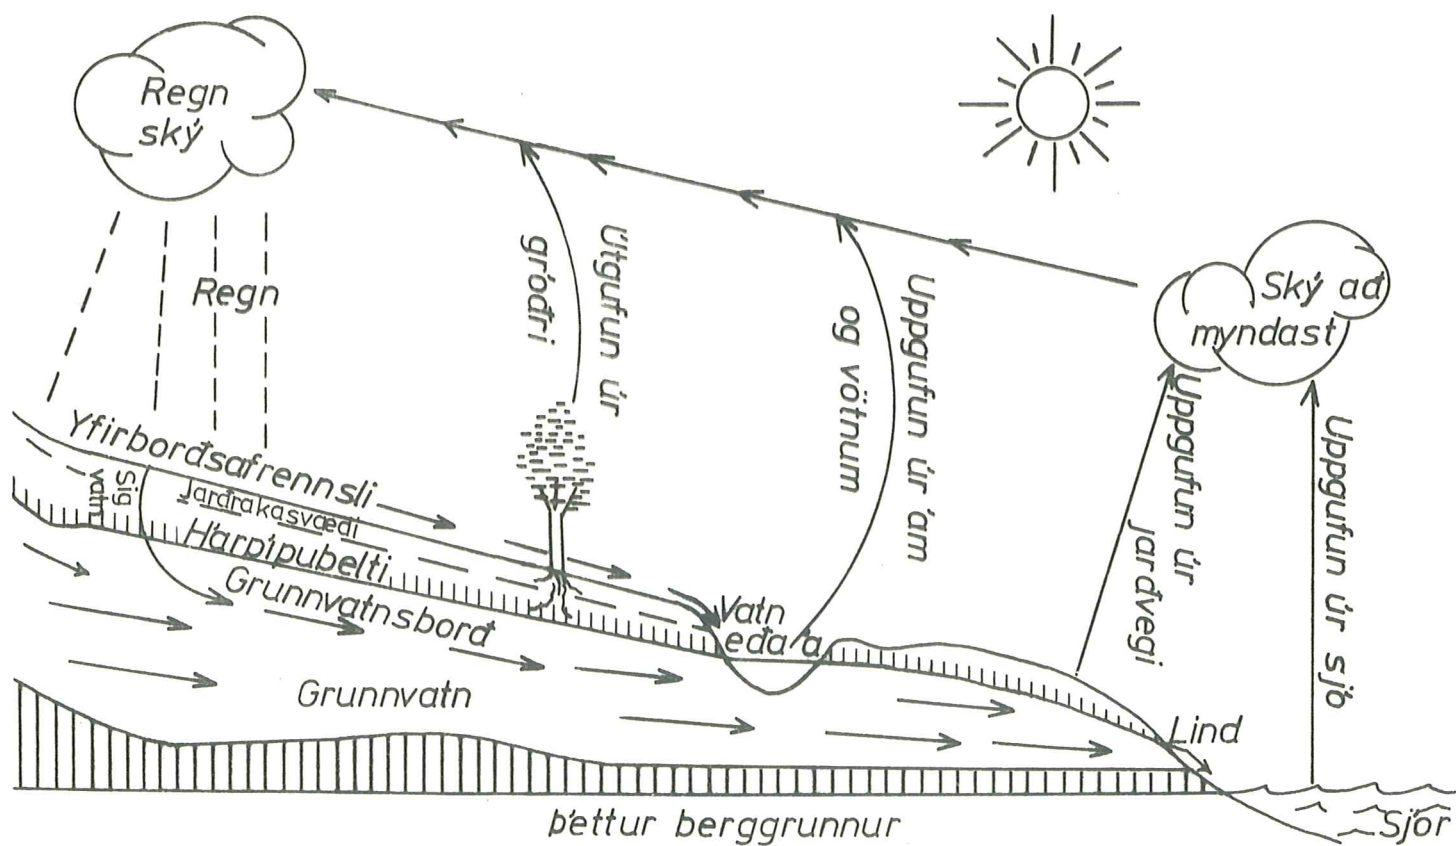 Regn
ský
Regn
Útgufun úr
gróðri
Uppgufun úr ám
og vötnum
Ský að
myndast
Uppgufun úr
jarðvegi
Uppgufun úr sjó
Yfirborðsafrennsli
Sig
vatn
Jarðrakasvæði
Hárpípubelti
Grunnvatnsborð
Grunnvatn
Vatn
eða á
Lind
Þéttur berggrunnur
Sjór